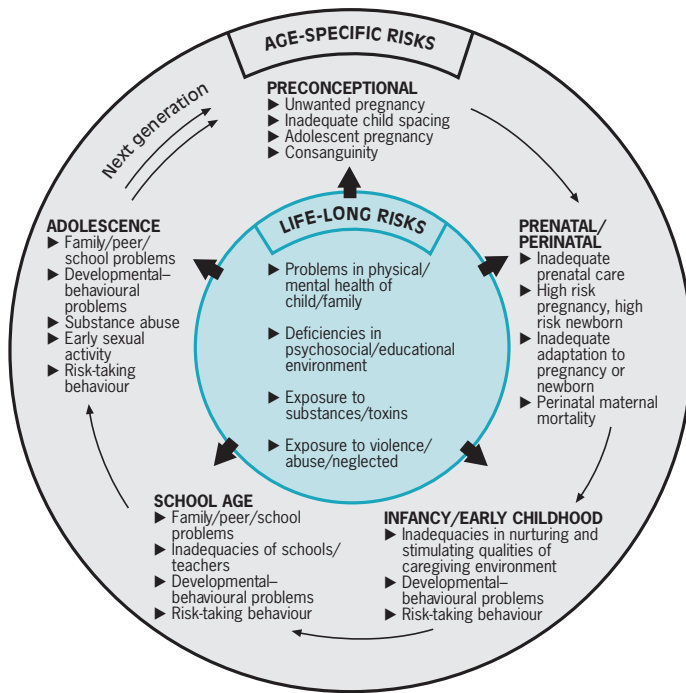 AGE-SPECIFIC RISKS
PRECONCEPTIONAL
▶ Unwanted pregnancy
▶ Inadequate child spacing
▶ Adolescent pregnancy
▶ Consanguinity
Next generation
LIFE-LONG RISKS
▶ Problems in physical/
mental health of
child/family
▶ Deficiencies in
psychosocial/educational
environment
▶ Exposure to
substances/toxins
▶ Exposure to violence/
abuse/neglected
PRENATAL/
PERINATAL
▶ Inadequate
prenatal care
▶ High risk
pregnancy, high
risk newborn
▶ Inadequate
adaptation to
pregnancy or
newborn
▶ Perinatal maternal
mortality
INFANCY/EARLY CHILDHOOD
▶ Inadequacies in nurturing and
stimulating qualities of
caregiving environment
▶ Developmental–
behavioural problems
▶ Risk-taking behaviour
SCHOOL AGE
▶ Family/peer/school
problems
▶ Inadequacies of schools/
teachers
▶ Developmental–
behavioural problems
▶ Risk-taking behaviour
ADOLESCENCE
▶ Family/peer/
school problems
▶ Developmental–
behavioural
problems
▶ Substance abuse
▶ Early sexual
activity
▶ Risk-taking
behaviour